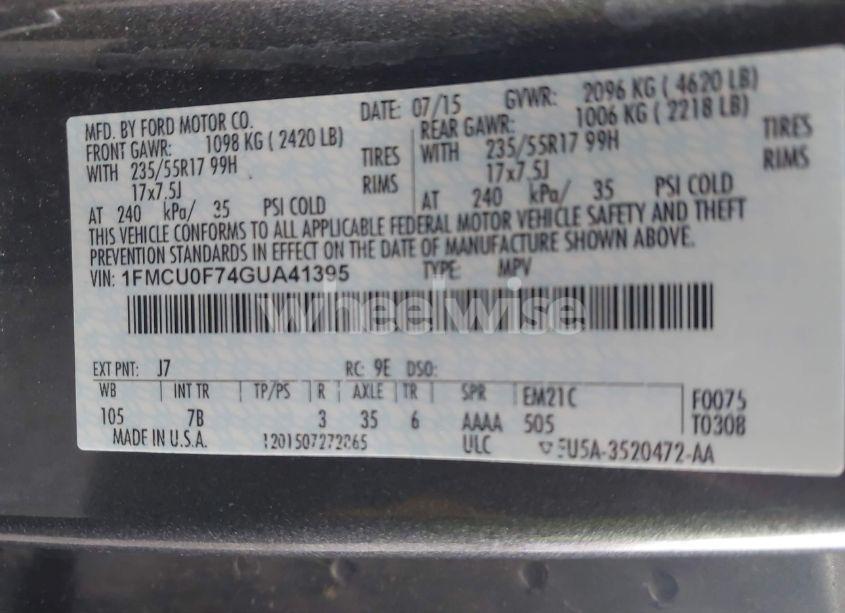 MFD. BY FORD MOTOR CO.
DATE: 07/15 GVWR: 2096 KG ( 4620 LB)
FRONT GAWR: 1098 KG ( 2420 LB)
REAR GAWR: 1006 KG ( 2218 LB)
WITH 235/55R17 99H TIRES
WITH 235/55R17 99H TIRES
17x7.5J RIMS
17x7.5J RIMS
AT 240 kPa/ 35 PSI COLD
AT 240 kPa/ 35 PSI COLD
THIS VEHICLE CONFORMS TO ALL APPLICABLE FEDERAL MOTOR VEHICLE SAFETY AND THEFT
PREVENTION STANDARDS IN EFFECT ON THE DATE OF MANUFACTURE SHOWN ABOVE.
VIN: 1FMCU0F74GUA41395 TYPE: MPV
wheelwise
EXT PNT: J7 RC: 9E DSO:
WB INT TR TP/PS R AXLE TR SPR EM21C F0075
105 7B 3 35 6 AAAA 505 T0308
MADE IN U.S.A. ULC